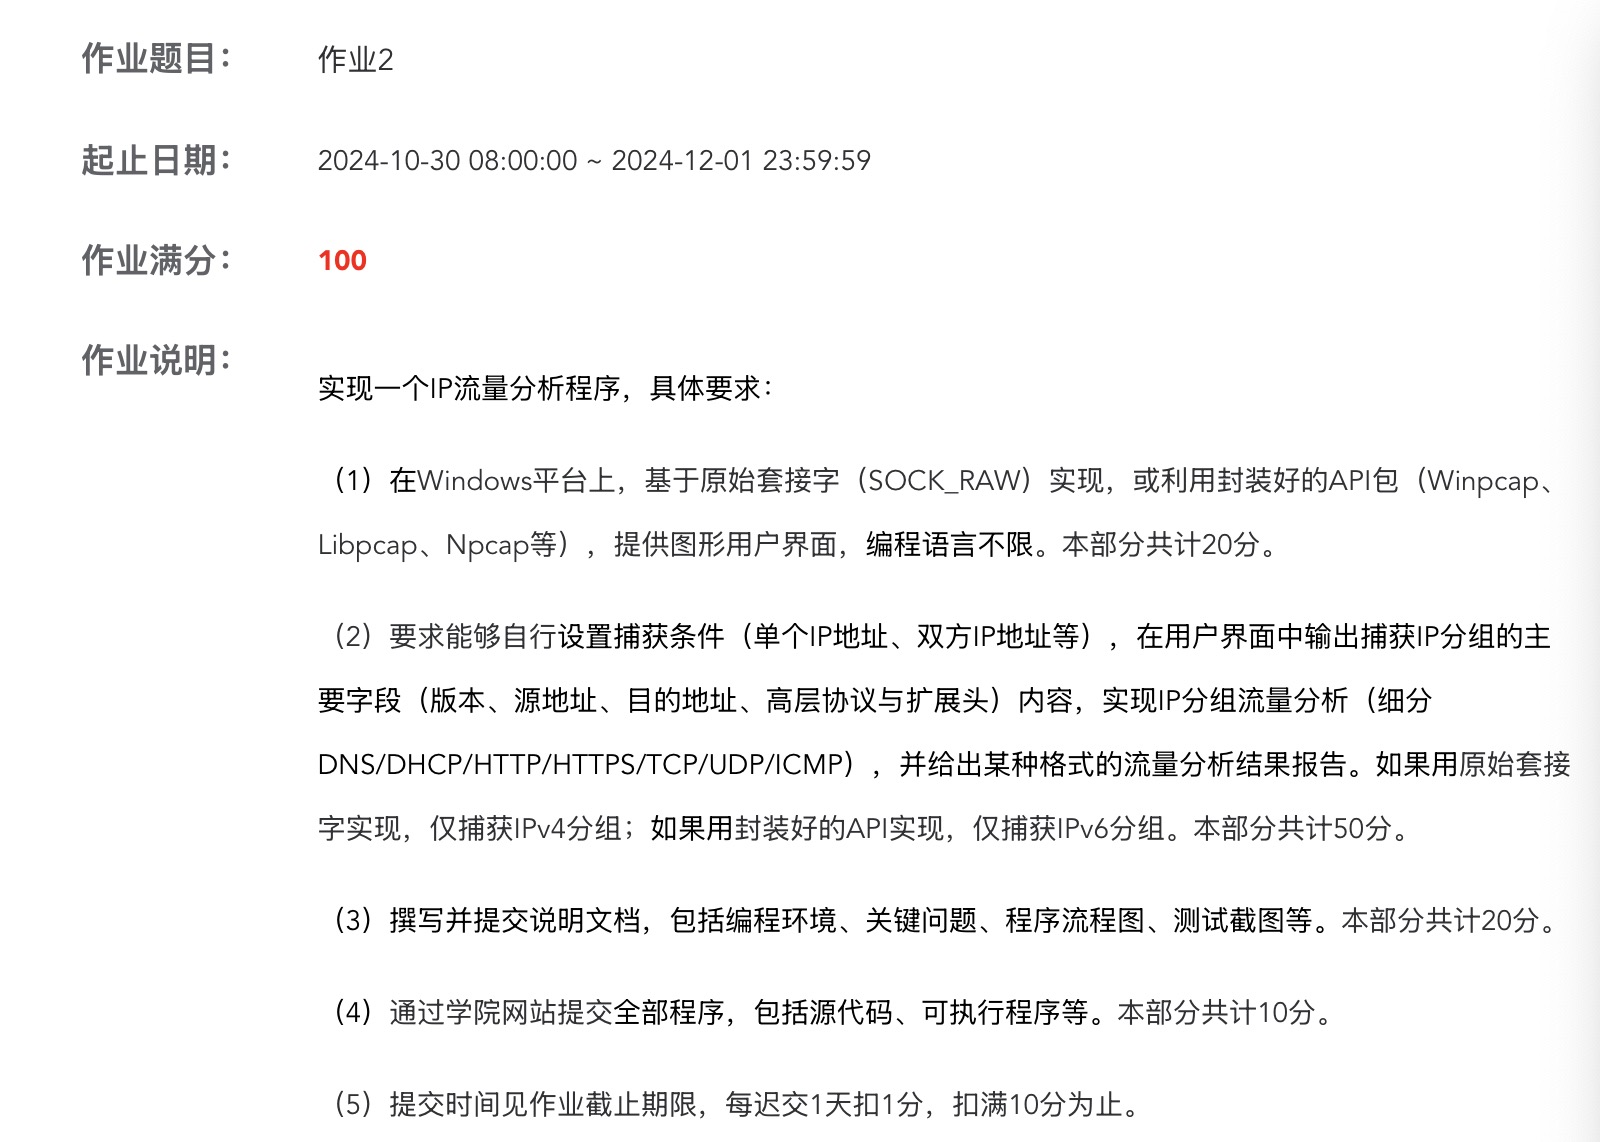 作业题目： 作业2
起止日期： 2024-10-30 08:00:00 ~ 2024-12-01 23:59:59
作业满分： 100
作业说明：
实现一个IP流量分析程序，具体要求：
（1）在Windows平台上，基于原始套接字（SOCK_RAW）实现，或利用封装好的API包（Winpcap、
Libpcap、Npcap等），提供图形用户界面，编程语言不限。本部分共计20分。
（2）要求能够自行设置捕获条件（单个IP地址、双方IP地址等），在用户界面中输出捕获IP分组的主
要字段（版本、源地址、目的地址、高层协议与扩展头）内容，实现IP分组流量分析（细分
DNS/DHCP/HTTP/HTTPS/TCP/UDP/ICMP），并给出某种格式的流量分析结果报告。如果用原始套接
字实现，仅捕获IPv4分组；如果用封装好的API实现，仅捕获IPv6分组。本部分共计50分。
（3）撰写并提交说明文档，包括编程环境、关键问题、程序流程图、测试截图等。本部分共计20分。
（4）通过学院网站提交全部程序，包括源代码、可执行程序等。本部分共计10分。
（5）提交时间见作业截止期限，每迟交1天扣1分，扣满10分为止。